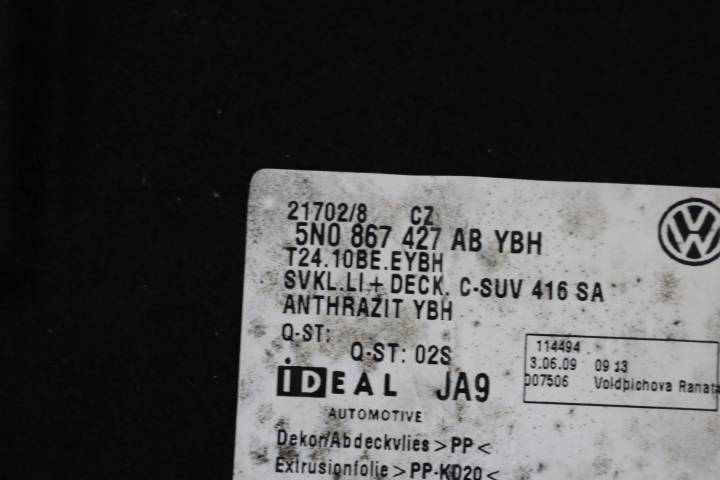 21702/8 CZ
5N0 867 427 AB YBH
T24.10BE.EYBH
SVKL.LI+DECK. C-SUV 416 SA
ANTHRAZIT YBH
Q-ST:
Q-ST: 02S
114494
3.06.09 09 13
007506 Voldpichova Ranata
iDEAL JA9
AUTOMOTIVE
Dekor/Abdeckvlies >PP<
Extrusionfolie >PP-KD20<